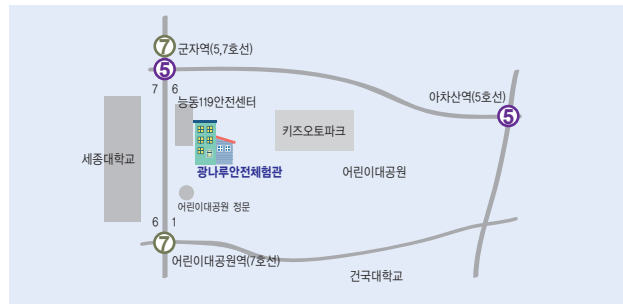 7
군자역(5,7호선)
5
7 6
아차산역(5호선)
5
능동119안전센터
키즈오토파크
세종대학교
광나루안전체험관
어린이대공원
어린이대공원 정문
6 1
7
어린이대공원역(7호선)
건국대학교